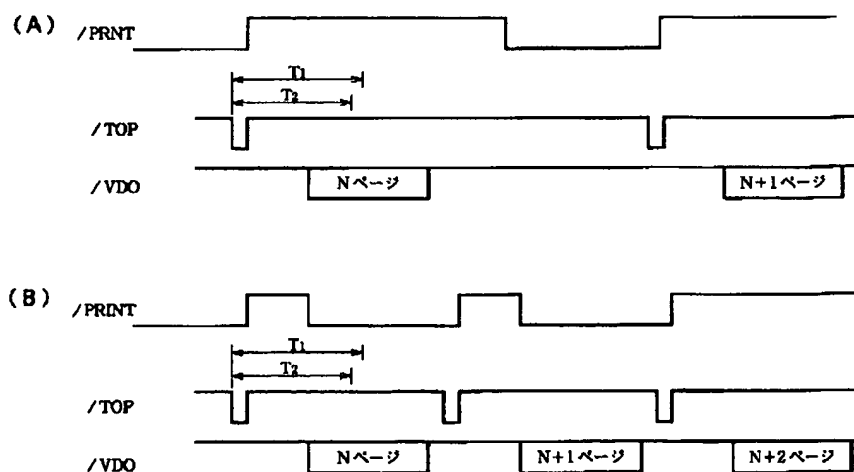 (A)
/PRNT
T1
T2
/TOP
/VDO
Nページ
N+1ページ
(B)
/PRINT
T1
T2
/TOP
/VDO
Nページ
N+1ページ
N+2ページ